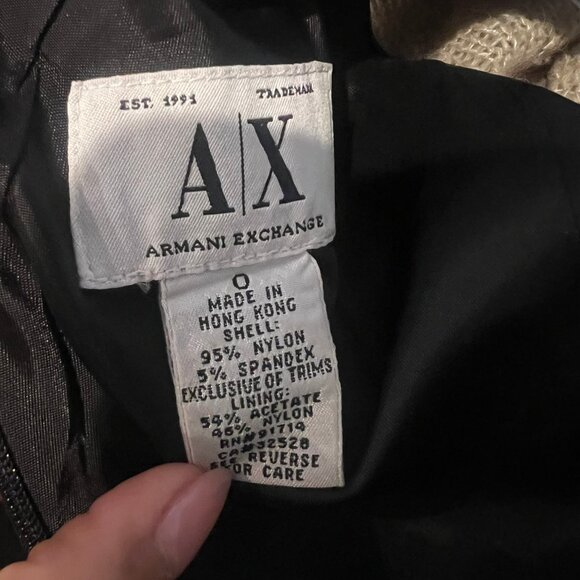 EST. 1991 TRADEMARK
A|X
ARMANI EXCHANGE
0
MADE IN
HONG KONG
SHELL:
95% NYLON
5% SPANDEX
EXCLUSIVE OF TRIMS
LINING:
54% ACETATE
46% NYLON
RN# 91714
CA# 32528
SEE REVERSE
FOR CARE